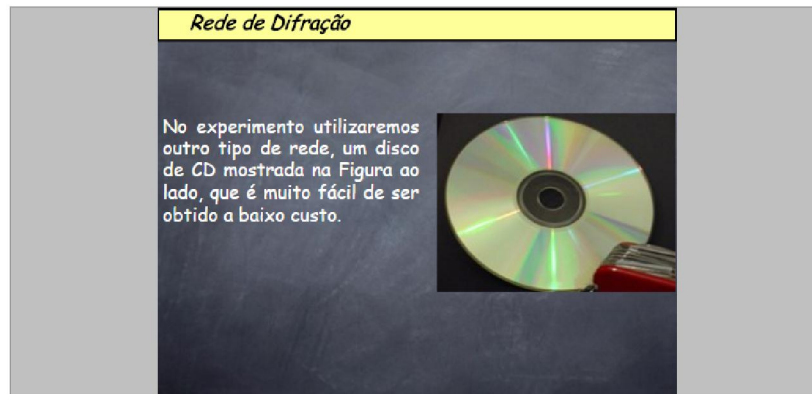 Rede de Difração
No experimento utilizaremos
outro tipo de rede, um disco
de CD mostrada na Figura ao
lado, que é muito fácil de ser
obtido a baixo custo.